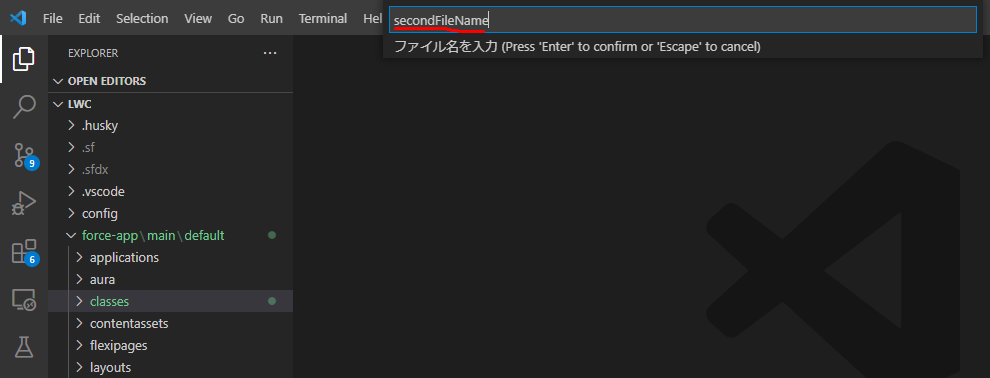 File Edit Selection View Go Run Terminal Hel
secondFileName
ファイル名を入力 (Press 'Enter' to confirm or 'Escape' to cancel)
EXPLORER
OPEN EDITORS
LWC
.husky
.sf
.sfdx
.vscode
config
force-app\main\default
applications
aura
classes
contentassets
flexipages
layouts
9
6